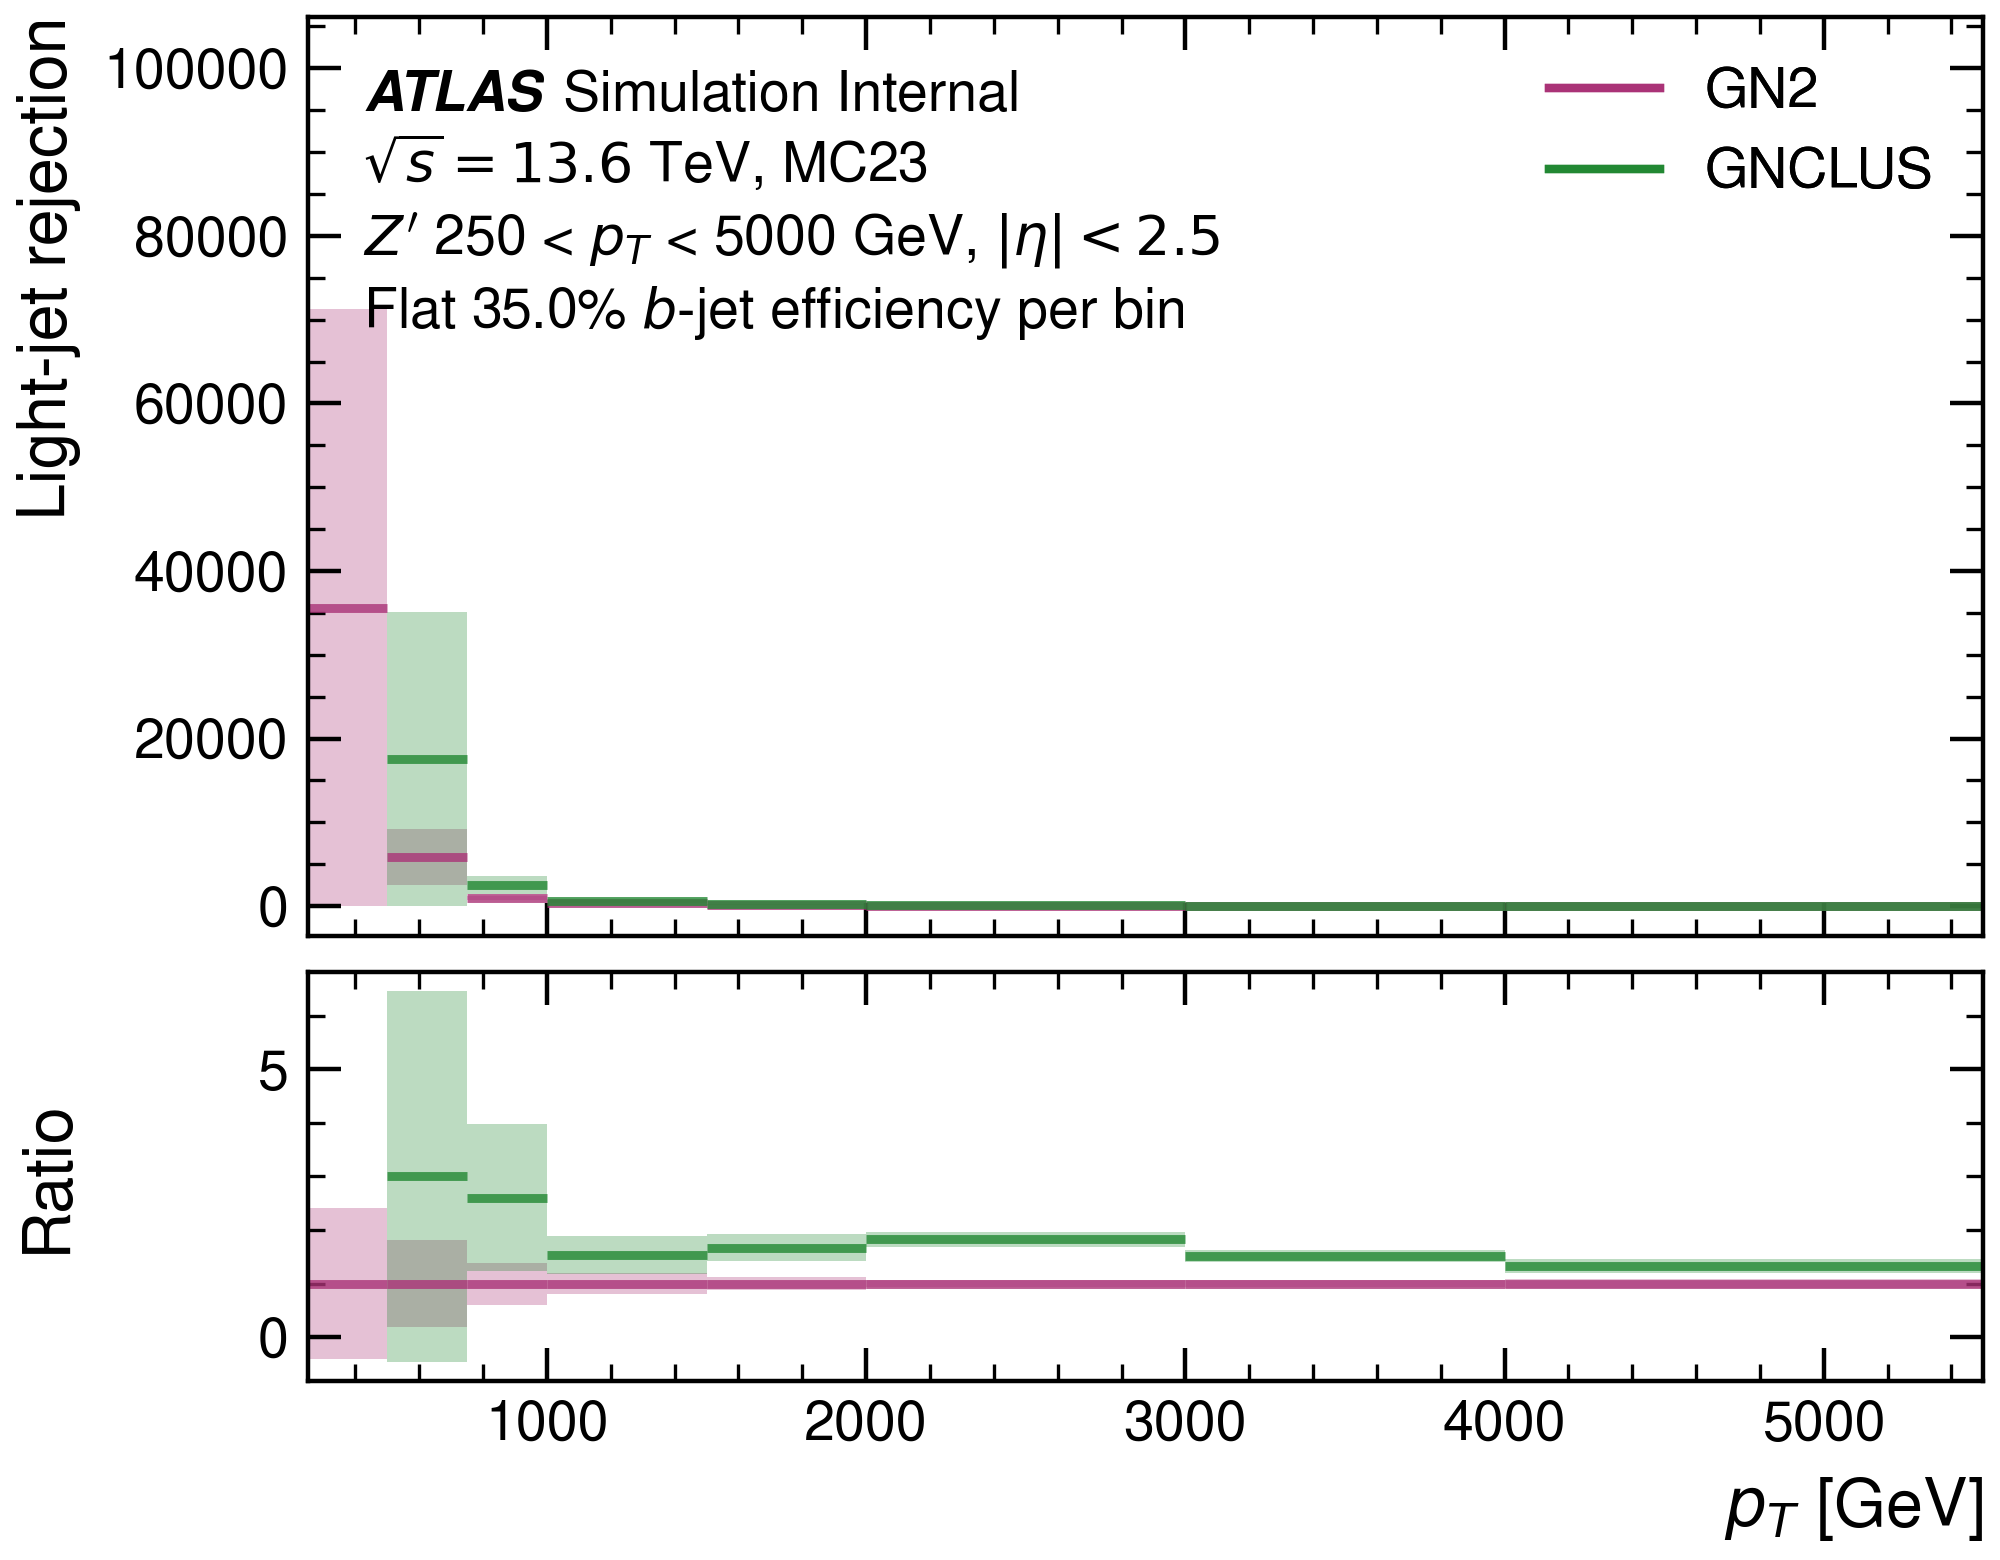 Light-jet rejection
100000
80000
60000
40000
20000
0
ATLAS Simulation Internal
√s = 13.6 TeV, MC23
Z′ 250 < p_T < 5000 GeV, |η| < 2.5
Flat 35.0% b-jet efficiency per bin
GN2
GNCLUS
Ratio
5
0
1000 2000 3000 4000 5000
p_T [GeV]